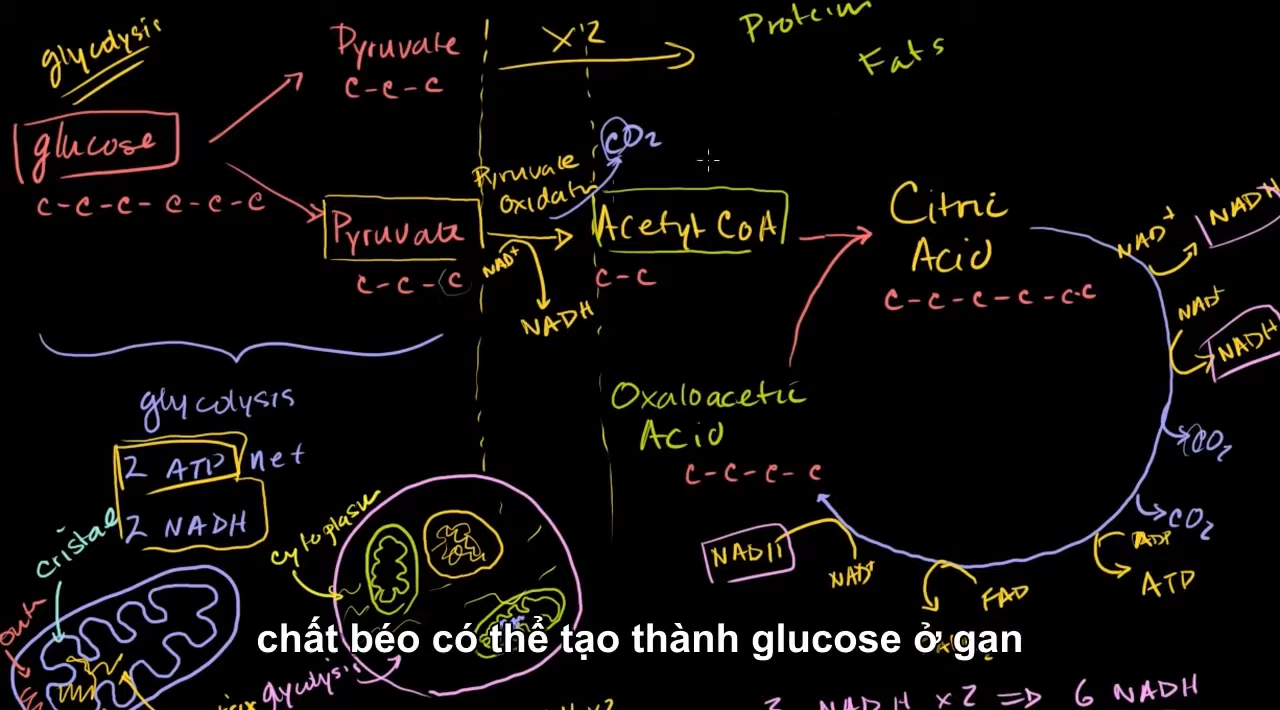 glycolysis
Pyruvate
C-C-C
X2
Protein
Fats
glucose
C-C-C-C-C-C
CO2
Pyruvate
Oxidatn
Pyruvate
C-C-C
NAD+
NADH
Acetyl CoA
C-C
Citric
Acid
C-C-C-C-C-C
NAD+
NADH
NAD+
NADH
CO2
CO2
ADP
ATP
FAD
NAD+
NADH
Oxaloacetic
Acid
C-C-C-C
glycolysis
2 ATP net
2 NADH
cristae
cytoplasm
glycolysis
chất béo có thể tạo thành glucose ở gan
3 NADH x2 ⇒ 6 NADH